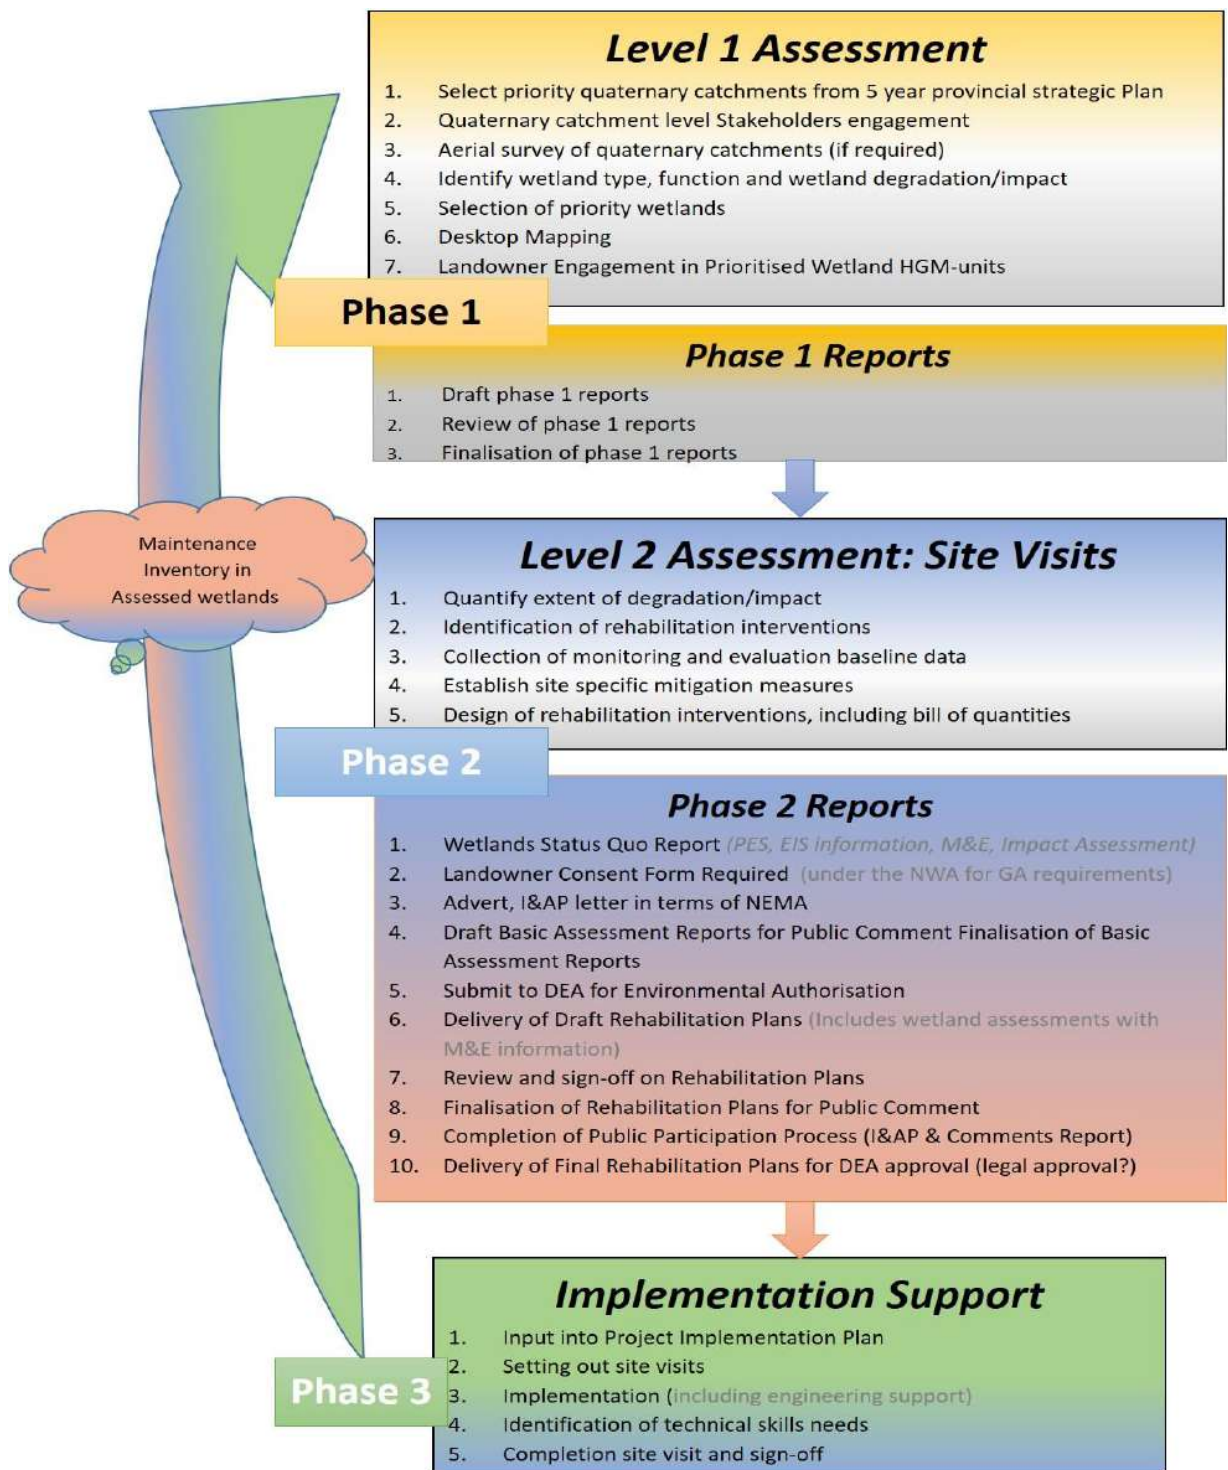 Level 1 Assessment
1. Select priority quaternary catchments from 5 year provincial strategic Plan
2. Quaternary catchment level Stakeholders engagement
3. Aerial survey of quaternary catchments (if required)
4. Identify wetland type, function and wetland degradation/impact
5. Selection of priority wetlands
6. Desktop Mapping
7. Landowner Engagement in Prioritised Wetland HGM-units
Phase 1
Phase 1 Reports
1. Draft phase 1 reports
2. Review of phase 1 reports
3. Finalisation of phase 1 reports
Maintenance
Inventory in
Assessed wetlands
Level 2 Assessment: Site Visits
1. Quantify extent of degradation/impact
2. Identification of rehabilitation interventions
3. Collection of monitoring and evaluation baseline data
4. Establish site specific mitigation measures
5. Design of rehabilitation interventions, including bill of quantities
Phase 2
Phase 2 Reports
1. Wetlands Status Quo Report (PES, EIS information, M&E, Impact Assessment)
2. Landowner Consent Form Required (under the NWA for GA requirements)
3. Advert, I&AP letter in terms of NEMA
4. Draft Basic Assessment Reports for Public Comment Finalisation of Basic
Assessment Reports
5. Submit to DEA for Environmental Authorisation
6. Delivery of Draft Rehabilitation Plans (Includes wetland assessments with
M&E information)
7. Review and sign-off on Rehabilitation Plans
8. Finalisation of Rehabilitation Plans for Public Comment
9. Completion of Public Participation Process (I&AP & Comments Report)
10. Delivery of Final Rehabilitation Plans for DEA approval (legal approval?)
Implementation Support
1. Input into Project Implementation Plan
2. Setting out site visits
Phase 3
3. Implementation (including engineering support)
4. Identification of technical skills needs
5. Completion site visit and sign-off